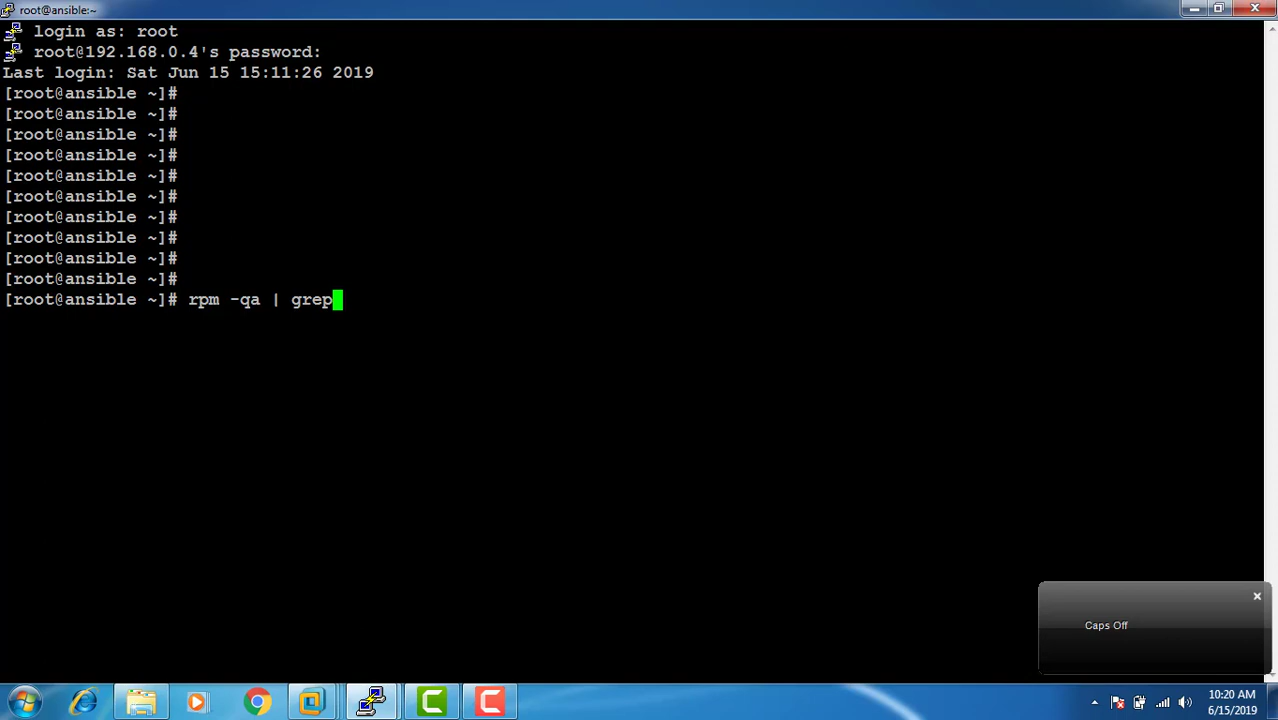 root@ansible:~
login as: root
root@192.168.0.4's password:
Last login: Sat Jun 15 15:11:26 2019
[root@ansible ~]#
[root@ansible ~]#
[root@ansible ~]#
[root@ansible ~]#
[root@ansible ~]#
[root@ansible ~]#
[root@ansible ~]#
[root@ansible ~]#
[root@ansible ~]#
[root@ansible ~]#
[root@ansible ~]# rpm -qa | grep
Caps Off
10:20 AM
6/15/2019